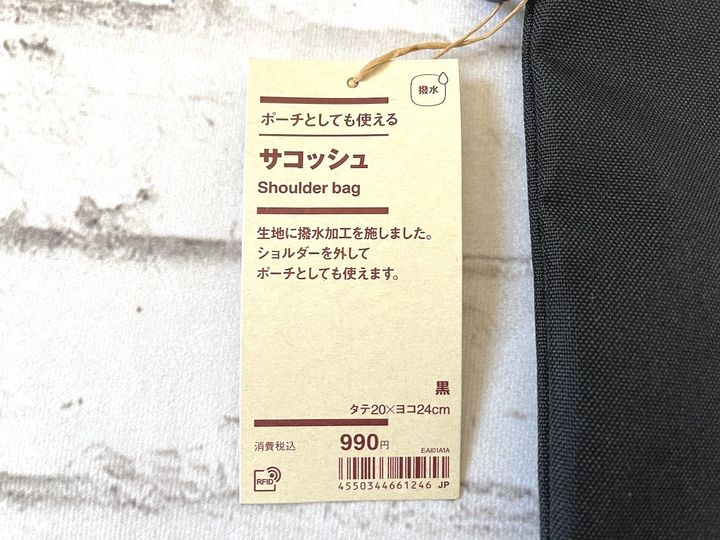 撥水
ポーチとしても使える
サコッシュ
Shoulder bag
生地に撥水加工を施しました。
ショルダーを外して
ポーチとしても使えます。
黒
タテ20×ヨコ24cm
消費税込 990円
EAI01A1A
RFID
4550344661246 JP